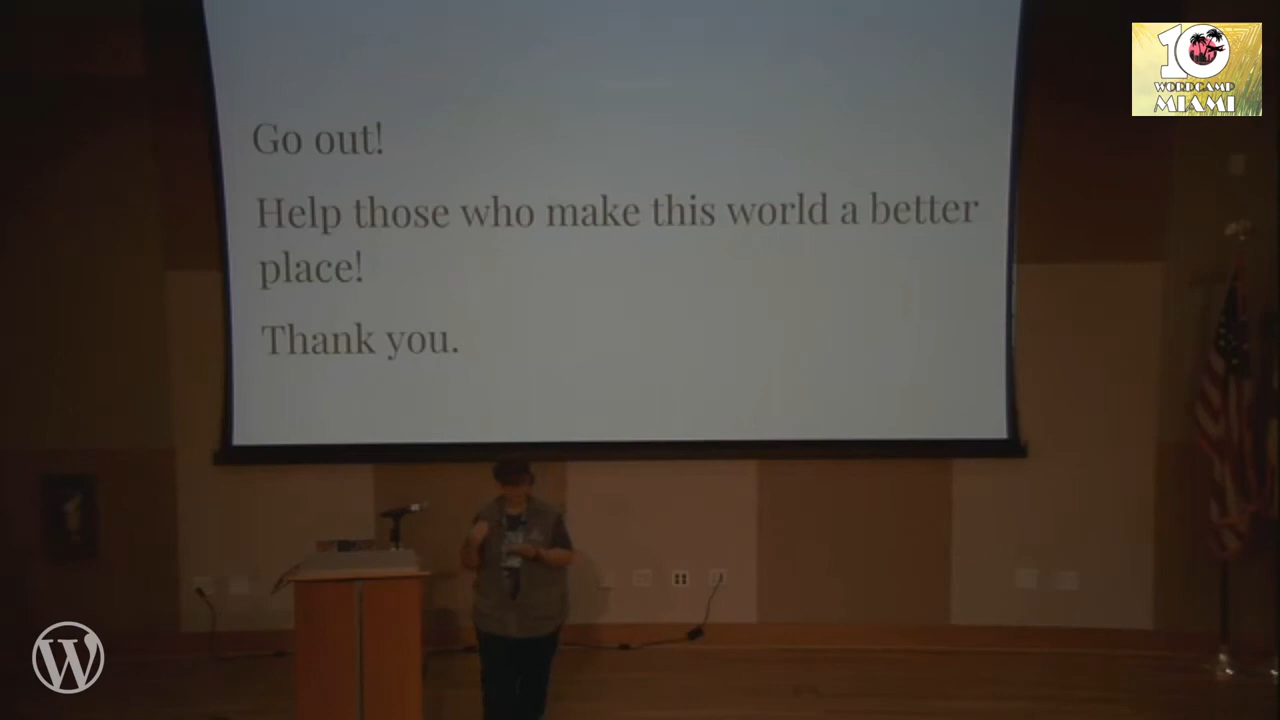 10
WORDCAMP
MIAMI
Go out!
Help those who make this world a better
place!
Thank you.
W